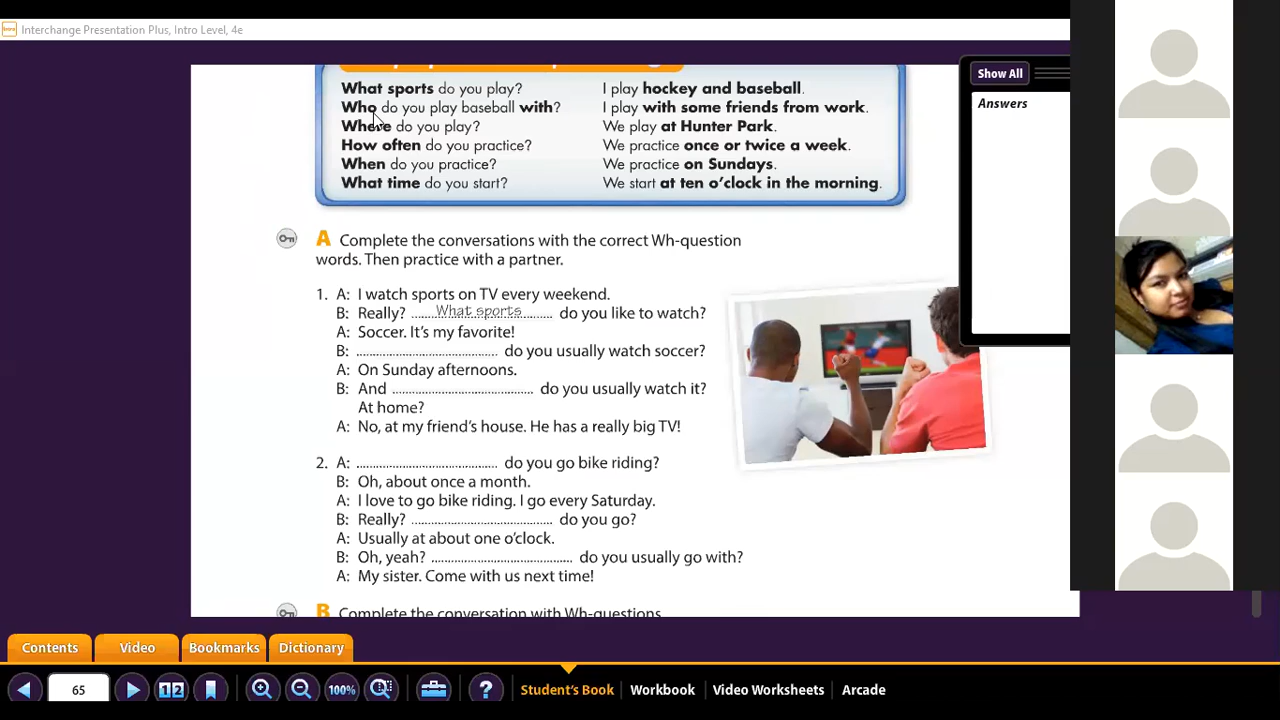 Interchange Presentation Plus, Intro Level, 4e
What sports do you play? I play hockey and baseball.
Who do you play baseball with? I play with some friends from work.
Where do you play? We play at Hunter Park.
How often do you practice? We practice once or twice a week.
When do you practice? We practice on Sundays.
What time do you start? We start at ten o'clock in the morning.
Show All
Answers
A Complete the conversations with the correct Wh-question
words. Then practice with a partner.
1. A: I watch sports on TV every weekend.
B: Really? What sports do you like to watch?
A: Soccer. It's my favorite!
B: ................................... do you usually watch soccer?
A: On Sunday afternoons.
B: And ................................... do you usually watch it?
At home?
A: No, at my friend's house. He has a really big TV!
2. A: ................................... do you go bike riding?
B: Oh, about once a month.
A: I love to go bike riding. I go every Saturday.
B: Really? ................................... do you go?
A: Usually at about one o'clock.
B: Oh, yeah? ................................... do you usually go with?
A: My sister. Come with us next time!
B Complete the conversation with Wh-questions
Contents Video Bookmarks Dictionary
65 1 2 100% ? Student's Book Workbook Video Worksheets Arcade